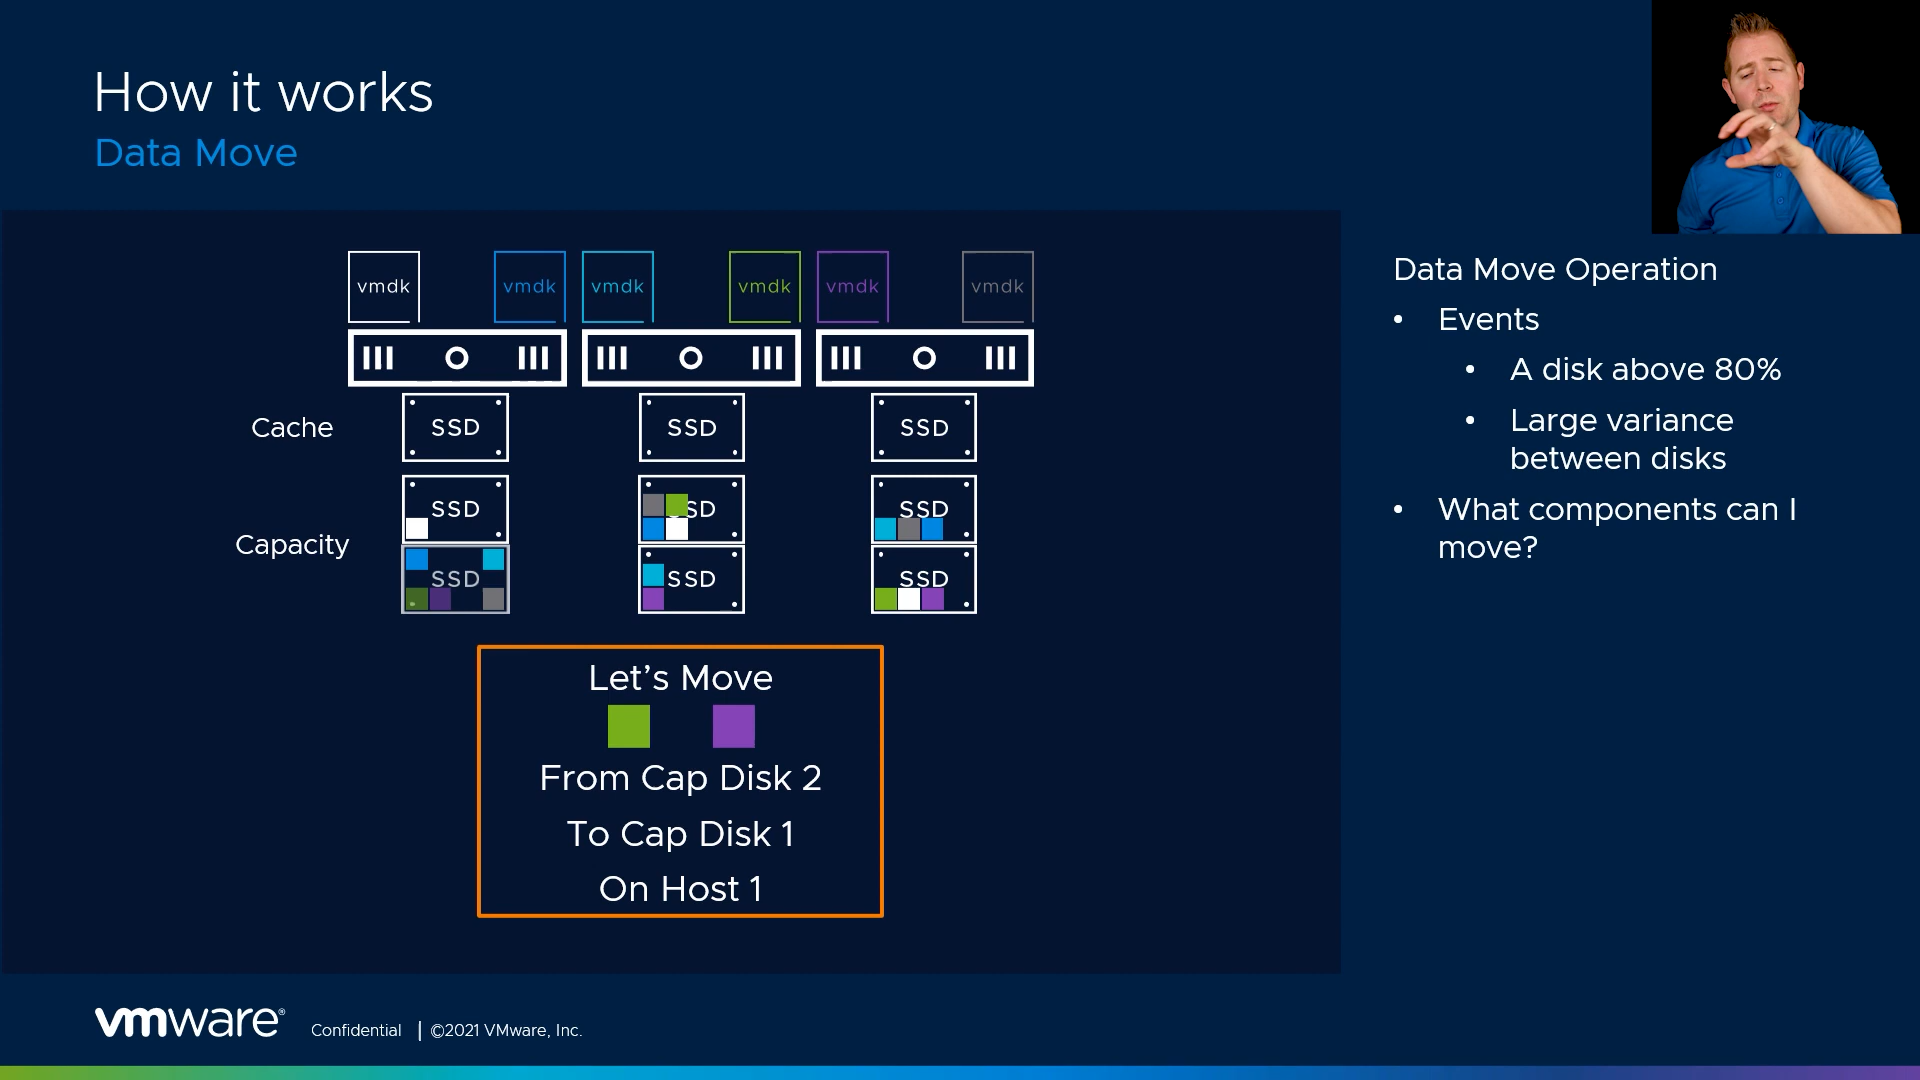 How it works
Data Move
vmdk vmdk vmdk vmdk vmdk vmdk
Cache
SSD SSD SSD
Capacity
SSD SSD SSD
SSD SSD SSD
Let's Move
From Cap Disk 2
To Cap Disk 1
On Host 1
Data Move Operation
• Events
• A disk above 80%
• Large variance
between disks
• What components can I
move?
vmware® Confidential | ©2021 VMware, Inc.